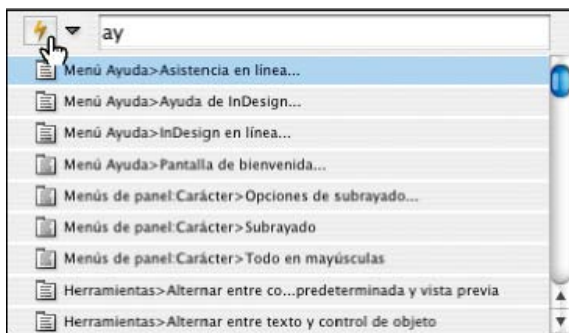 ay
Menú Ayuda>Asistencia en línea...
Menú Ayuda>Ayuda de InDesign...
Menú Ayuda>InDesign en línea...
Menú Ayuda>Pantalla de bienvenida...
Menús de panel:Carácter>Opciones de subrayado...
Menús de panel:Carácter>Subrayado
Menús de panel:Carácter>Todo en mayúsculas
Herramientas>Alternar entre co...predeterminada y vista previa
Herramientas>Alternar entre texto y control de objeto